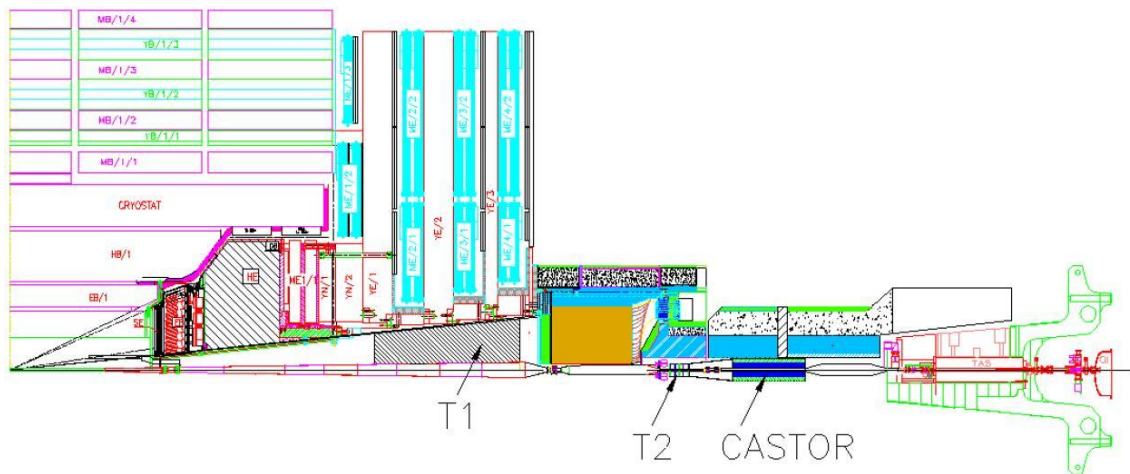 MB/1/4
YB/1/3
MB/1/3
YB/1/2
MB/1/2
YB/1/1
MB/1/1
CRYOSTAT
HB/1
EB/1
SE
HE
ME1/1
YN/1
YN/2
YE/1
ME/1/3
ME/1/2
ME/2/2
ME/2/1
YE/2
ME/3/2
ME/3/1
YE/3
ME/4/2
ME/4/1
TAS
T1
T2
CASTOR